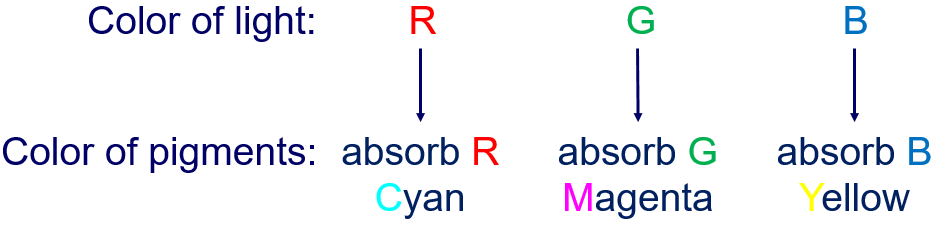 Color of light: R G B
Color of pigments: absorb R absorb G absorb B
Cyan Magenta Yellow